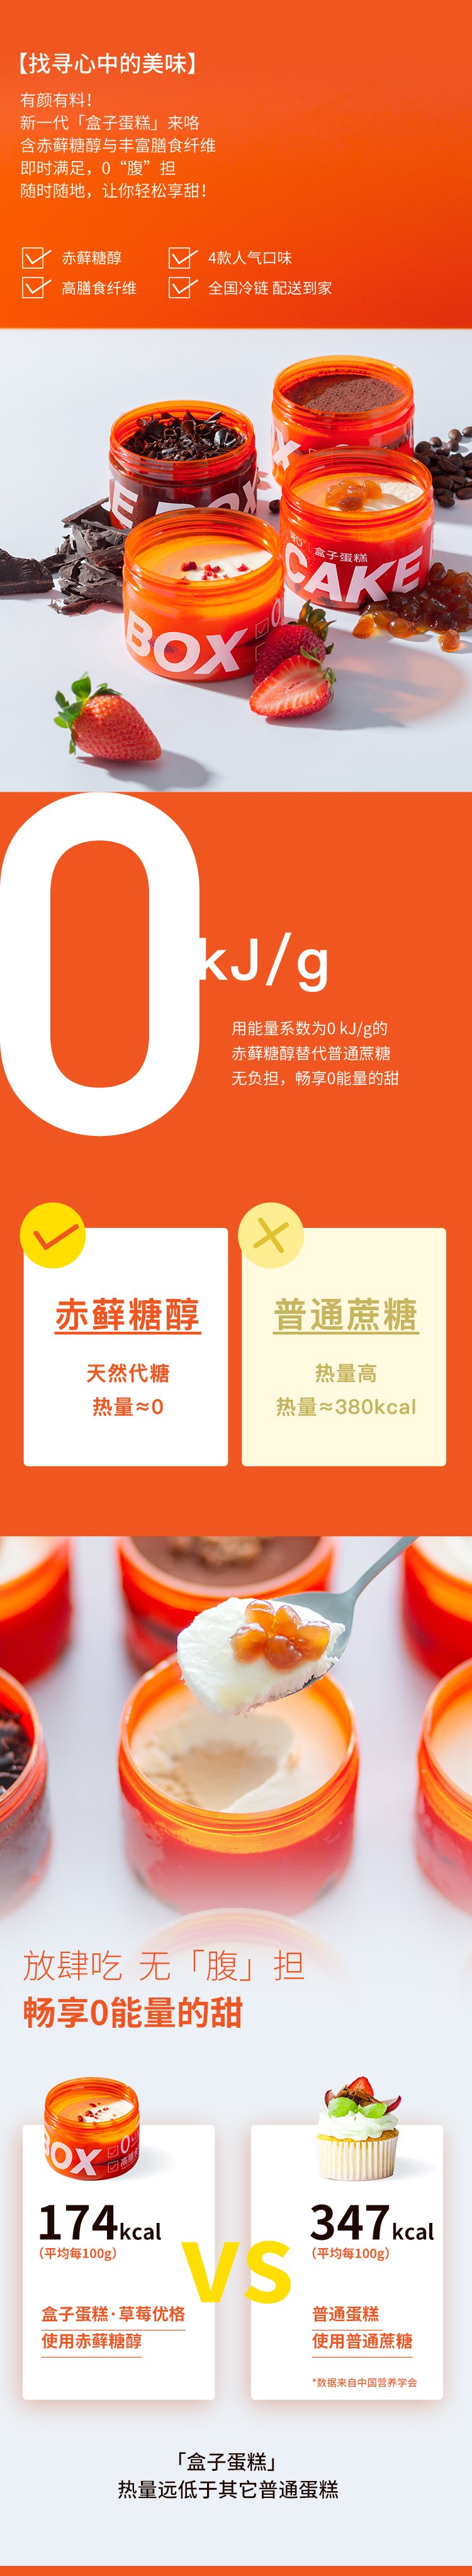 【找寻心中的美味】
有颜有料！
新一代「盒子蛋糕」来咯
含赤藓糖醇与丰富膳食纤维
即时满足，0“腹”担
随时随地，让你轻松享甜！
赤藓糖醇
4款人气口味
高膳食纤维
全国冷链 配送到家
BOX
E BOX
盒子蛋糕
CAKE
BOX
0kJ/g
用能量系数为0 kJ/g的
赤藓糖醇替代普通蔗糖
无负担，畅享0能量的甜
赤藓糖醇
天然代糖
热量≈0
普通蔗糖
热量高
热量≈380kcal
放肆吃 无「腹」担
畅享0能量的甜
BOX
174kcal
（平均每100g）
盒子蛋糕·草莓优格
使用赤藓糖醇
VS
347kcal
（平均每100g）
普通蛋糕
使用普通蔗糖
*数据来自中国营养学会
「盒子蛋糕」
热量远低于其它普通蛋糕